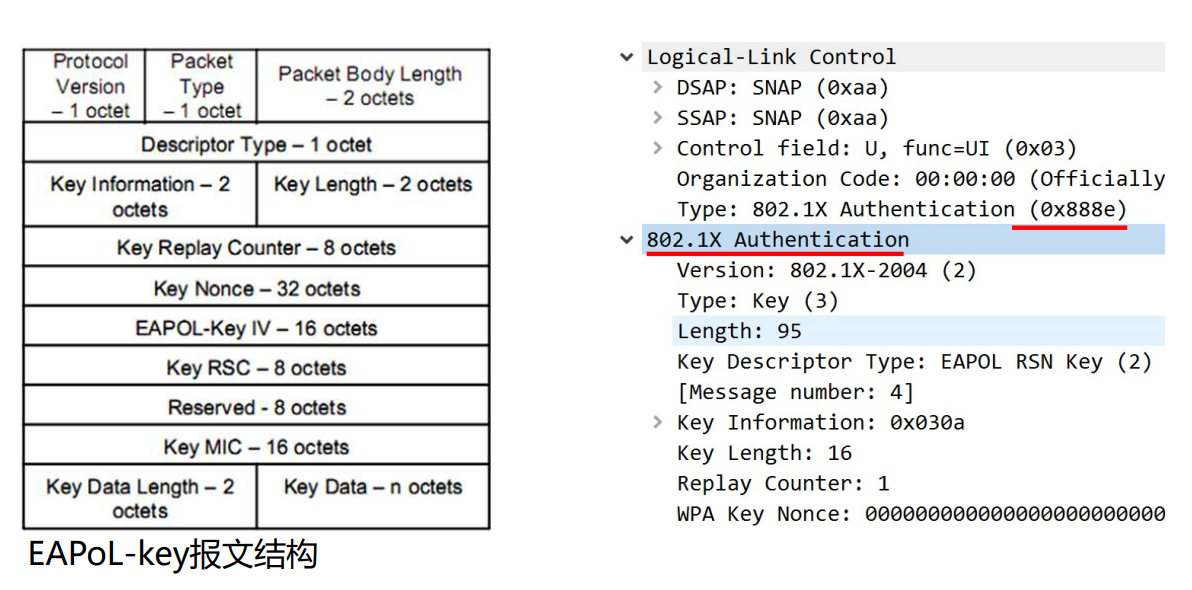 Protocol
Version
– 1 octet
Packet
Type
– 1 octet
Packet Body Length
– 2 octets
Descriptor Type – 1 octet
Key Information – 2
octets
Key Length – 2 octets
Key Replay Counter – 8 octets
Key Nonce – 32 octets
EAPOL-Key IV – 16 octets
Key RSC – 8 octets
Reserved - 8 octets
Key MIC – 16 octets
Key Data Length – 2
octets
Key Data – n octets
EAPoL-key报文结构
Logical-Link Control
DSAP: SNAP (0xaa)
SSAP: SNAP (0xaa)
Control field: U, func=UI (0x03)
Organization Code: 00:00:00 (Officially
Type: 802.1X Authentication (0x888e)
802.1X Authentication
Version: 802.1X-2004 (2)
Type: Key (3)
Length: 95
Key Descriptor Type: EAPOL RSN Key (2)
[Message number: 4]
Key Information: 0x030a
Key Length: 16
Replay Counter: 1
WPA Key Nonce: 000000000000000000000000